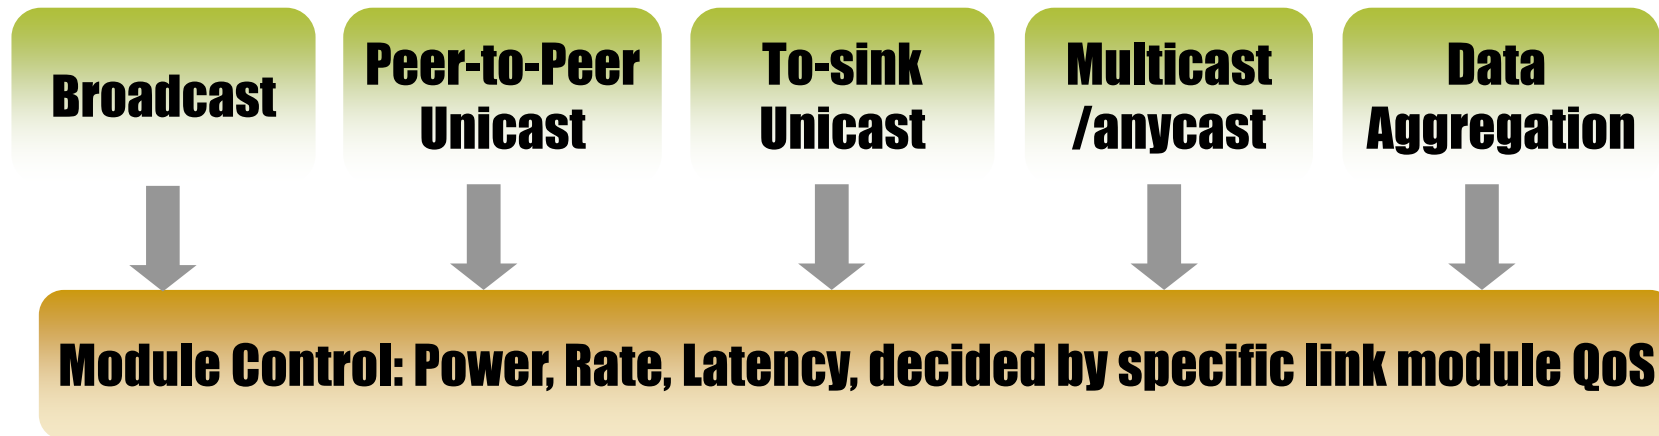 Broadcast
Peer-to-Peer
Unicast
To-sink
Unicast
Multicast
/anycast
Data
Aggregation
Module Control: Power, Rate, Latency, decided by specific link module QoS